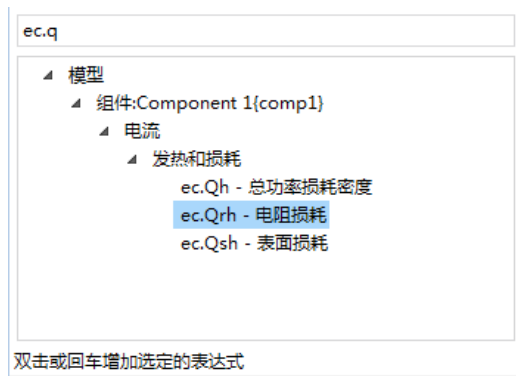 ec.q
模型
组件:Component 1{comp1}
电流
发热和损耗
ec.Qh - 总功率损耗密度
ec.Qrh - 电阻损耗
ec.Qsh - 表面损耗
双击或回车增加选定的表达式